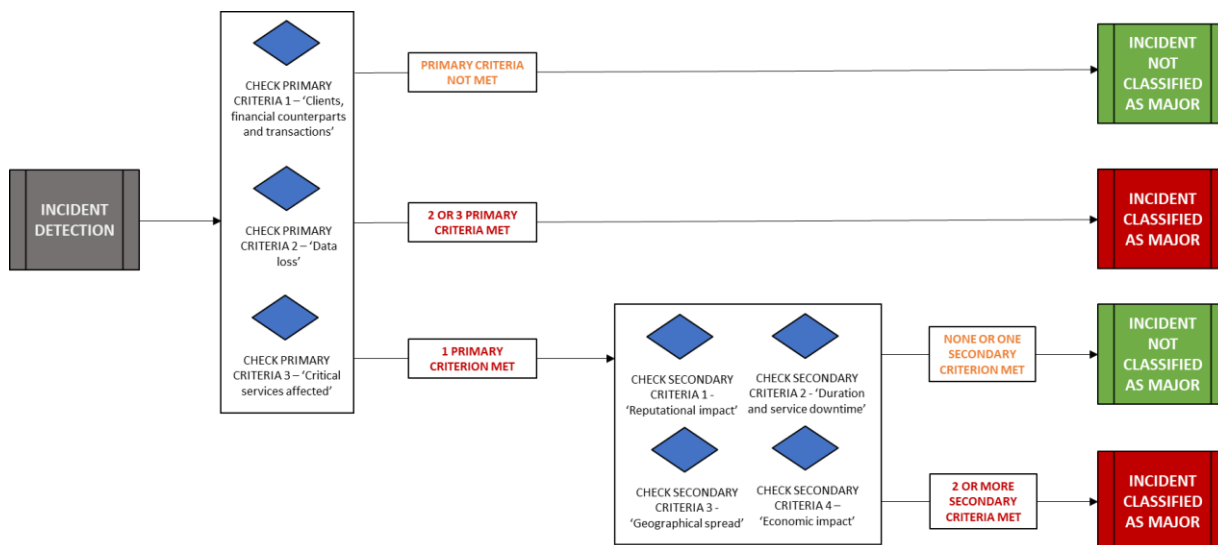 INCIDENT
DETECTION
CHECK PRIMARY
CRITERIA 1 – ‘Clients,
financial counterparts
and transactions’
CHECK PRIMARY
CRITERIA 2 – ‘Data
loss’
CHECK PRIMARY
CRITERIA 3 – ‘Critical
services affected’
PRIMARY CRITERIA
NOT MET
INCIDENT
NOT
CLASSIFIED
AS MAJOR
2 OR 3 PRIMARY
CRITERIA MET
INCIDENT
CLASSIFIED
AS MAJOR
1 PRIMARY
CRITERION MET
CHECK SECONDARY
CRITERIA 1 -
‘Reputational impact’
CHECK SECONDARY
CRITERIA 2 - ‘Duration
and service downtime’
CHECK SECONDARY
CRITERIA 3 -
‘Geographical spread’
CHECK SECONDARY
CRITERIA 4 –
‘Economic impact’
NONE OR ONE
SECONDARY
CRITERION MET
INCIDENT
NOT
CLASSIFIED
AS MAJOR
2 OR MORE
SECONDARY
CRITERIA MET
INCIDENT
CLASSIFIED
AS MAJOR